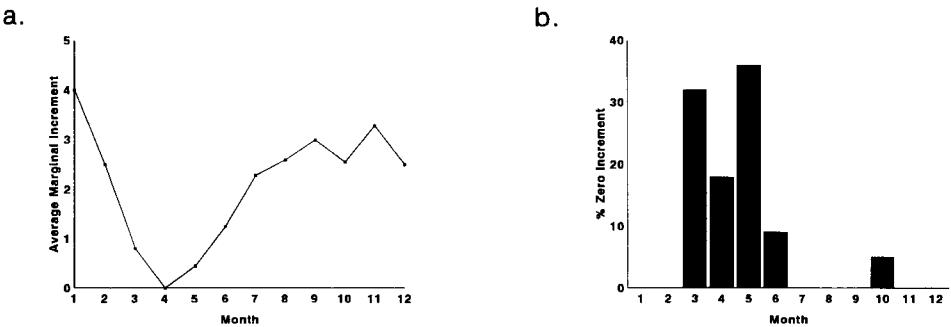 a.
5
4
3
2
1
0
Average Marginal Increment
1 2 3 4 5 6 7 8 9 10 11 12
Month
b.
40
30
20
10
0
% Zero Increment
1 2 3 4 5 6 7 8 9 10 11 12
Month